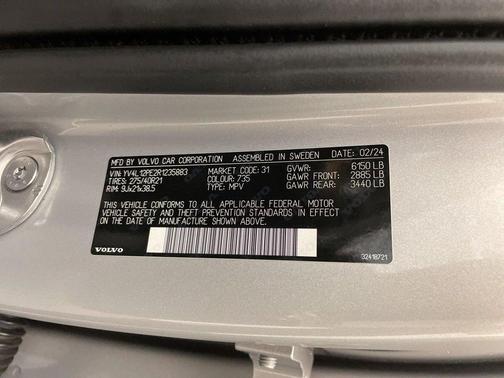 MFD BY VOLVO CAR CORPORATION ASSEMBLED IN SWEDEN DATE: 02/24
VIN: YV4L12PE2R1235883 MARKET CODE: 31 GVWR: 6150 LB
TIRES: 275/40R21 COLOUR: 735 GAWR FRONT: 2885 LB
RIM: 9Jx21x38.5 TYPE: MPV GAWR REAR: 3440 LB
THIS VEHICLE CONFORMS TO ALL APPLICABLE FEDERAL MOTOR
VEHICLE THEFT PREVENTION STANDARD IN EFFECT ON THE
DATE OF MANUFACTURE SHOWN ABOVE.
VOLVO
32418721